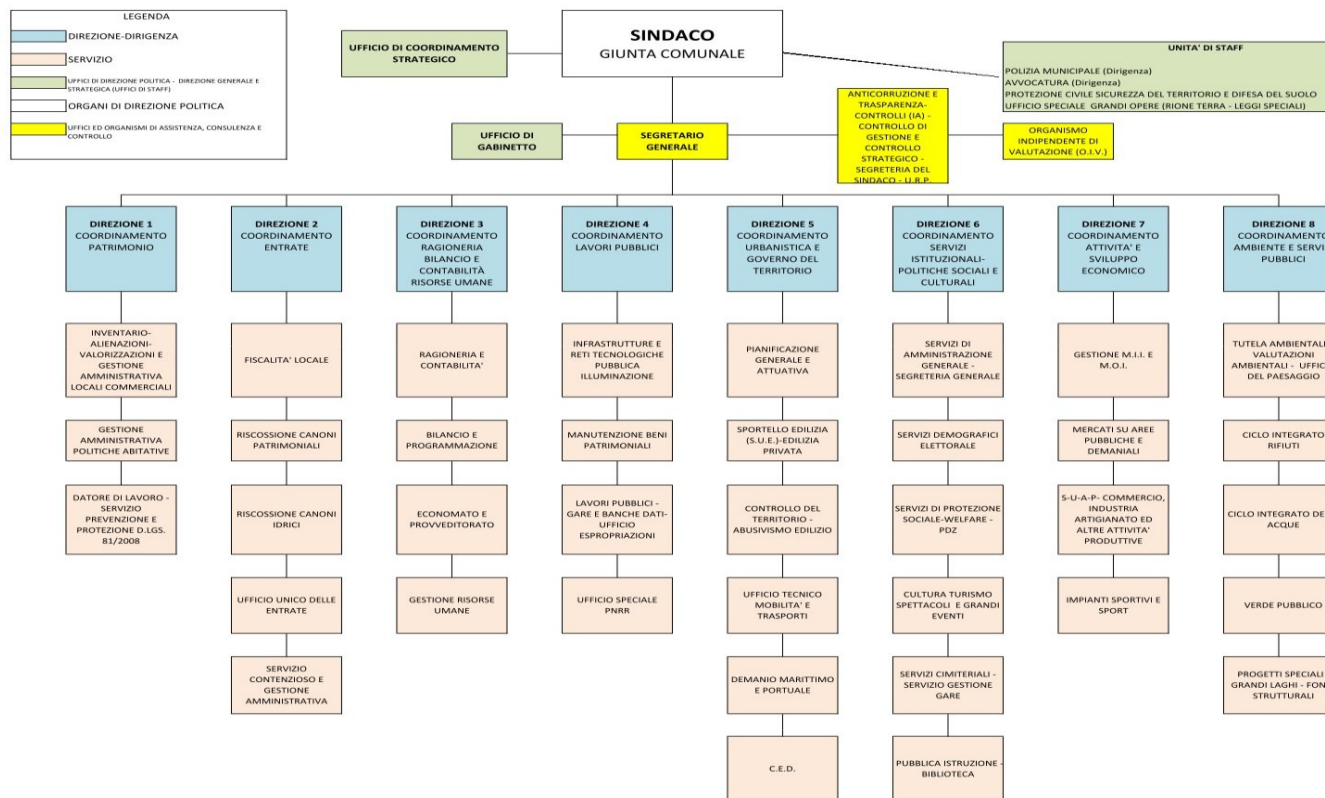 LEGENDA
DIREZIONE-DIRIGENZA
SERVIZIO
UFFICI DI DIREZIONE POLITICA - DIREZIONE GENERALE E
STRATEGICA (UFFICI DI STAFF)
ORGANI DI DIREZIONE POLITICA
UFFICI ED ORGANISMI DI ASSISTENZA, CONSULENZA E
CONTROLLO
UFFICIO DI COORDINAMENTO
STRATEGICO
SINDACO
GIUNTA COMUNALE
UNITA' DI STAFF
POLIZIA MUNICIPALE (Dirigenza)
AVVOCATURA (Dirigenza)
PROTEZIONE CIVILE SICUREZZA DEL TERRITORIO E DIFESA DEL SUOLO
UFFICIO SPECIALE GRANDI OPERE (RIONE TERRA - LEGGI SPECIALI)
UFFICIO DI
GABINETTO
SEGRETARIO
GENERALE
ANTICORRUZIONE E
TRASPARENZA-
CONTROLLI (IA) -
CONTROLLO DI
GESTIONE E
CONTROLLO
STRATEGICO -
SEGRETERIA DEL
SINDACO - U.R.P.
ORGANISMO
INDIPENDENTE DI
VALUTAZIONE (O.I.V.)
DIREZIONE 1
COORDINAMENTO
PATRIMONIO
INVENTARIO-
ALIENAZIONI-
VALORIZZAZIONI E
GESTIONE
AMMINISTRATIVA
LOCALI COMMERCIALI
GESTIONE
AMMINISTRATIVA
POLITICHE ABITATIVE
DATORE DI LAVORO -
SERVIZIO
PREVENZIONE E
PROTEZIONE D.LGS.
81/2008
DIREZIONE 2
COORDINAMENTO
ENTRATE
FISCALITA' LOCALE
RISCOSSIONE CANONI
PATRIMONIALI
RISCOSSIONE CANONI
IDRICI
UFFICIO UNICO DELLE
ENTRATE
SERVIZIO
CONTENZIOSO E
GESTIONE
AMMINISTRATIVA
DIREZIONE 3
COORDINAMENTO
RAGIONERIA
BILANCIO E
CONTABILITÀ
RISORSE UMANE
RAGIONERIA E
CONTABILITA'
BILANCIO E
PROGRAMMAZIONE
ECONOMATO E
PROVVEDITORATO
GESTIONE RISORSE
UMANE
DIREZIONE 4
COORDINAMENTO
LAVORI PUBBLICI
INFRASTRUTTURE E
RETI TECNOLOGICHE
PUBBLICA
ILLUMINAZIONE
MANUTENZIONE BENI
PATRIMONIALI
LAVORI PUBBLICI -
GARE E BANCHE DATI-
UFFICIO
ESPROPRIAZIONI
UFFICIO SPECIALE
PNRR
DIREZIONE 5
COORDINAMENTO
URBANISTICA E
GOVERNO DEL
TERRITORIO
PIANIFICAZIONE
GENERALE E
ATTUATIVA
SPORTELLO EDILIZIA
(S.U.E.)-EDILIZIA
PRIVATA
CONTROLLO DEL
TERRITORIO -
ABUSIVISMO EDILIZIO
UFFICIO TECNICO
MOBILITA' E
TRASPORTI
DEMANIO MARITTIMO
E PORTUALE
C.E.D.
DIREZIONE 6
COORDINAMENTO
SERVIZI
ISTITUZIONALI-
POLITICHE SOCIALI E
CULTURALI
SERVIZI DI
AMMINISTRAZIONE
GENERALE -
SEGRETERIA GENERALE
SERVIZI DEMOGRAFICI
ELETTORALE
SERVIZI DI PROTEZIONE
SOCIALE-WELFARE -
PDZ
CULTURA TURISMO
SPETTACOLI E GRANDI
EVENTI
SERVIZI CIMITERIALI -
SERVIZIO GESTIONE
GARE
PUBBLICA ISTRUZIONE -
BIBLIOTECA
DIREZIONE 7
COORDINAMENTO
ATTIVITA' E
SVILUPPO
ECONOMICO
GESTIONE M.I.I. E
M.O.I.
MERCATI SU AREE
PUBBLICHE E
DEMANIALI
S-U-A-P- COMMERCIO,
INDUSTRIA
ARTIGIANATO ED
ALTRE ATTIVITA'
PRODUTTIVE
IMPIANTI SPORTIVI E
SPORT
DIREZIONE 8
COORDINAMENTO
AMBIENTE E
PUBBLICI
TUTELA
VALUTAZIONI
AMBIENTALI -
DEL PAESAGGIO
CICLO INTEGRATO
RIFIUTI
CICLO INTEGRATO
ACQUE
VERDE PUBBLICO
PROGETTI SPECIALI
GRANDI LAGHI -
STRUTTURALI